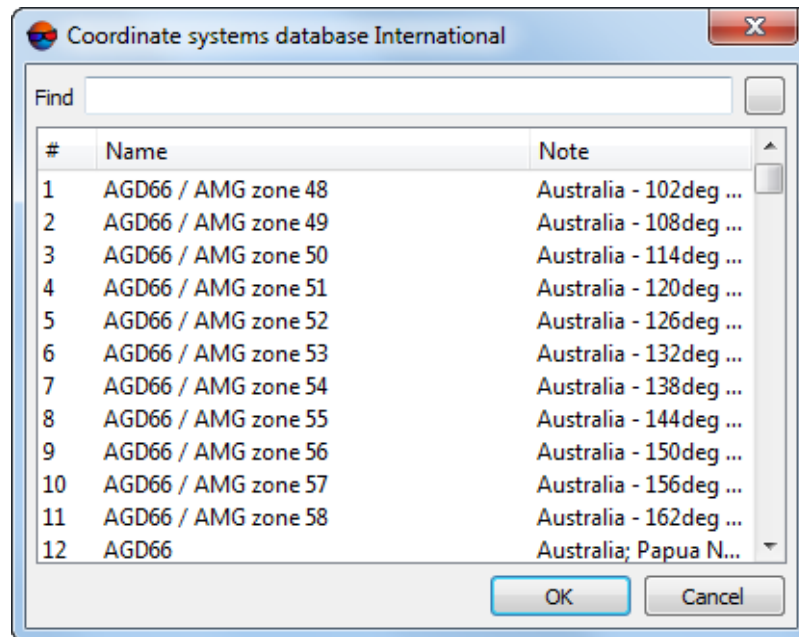 Coordinate systems database International
Find
# Name Note
1 AGD66 / AMG zone 48 Australia - 102deg ...
2 AGD66 / AMG zone 49 Australia - 108deg ...
3 AGD66 / AMG zone 50 Australia - 114deg ...
4 AGD66 / AMG zone 51 Australia - 120deg ...
5 AGD66 / AMG zone 52 Australia - 126deg ...
6 AGD66 / AMG zone 53 Australia - 132deg ...
7 AGD66 / AMG zone 54 Australia - 138deg ...
8 AGD66 / AMG zone 55 Australia - 144deg ...
9 AGD66 / AMG zone 56 Australia - 150deg ...
10 AGD66 / AMG zone 57 Australia - 156deg ...
11 AGD66 / AMG zone 58 Australia - 162deg ...
12 AGD66 Australia; Papua N...
OK Cancel